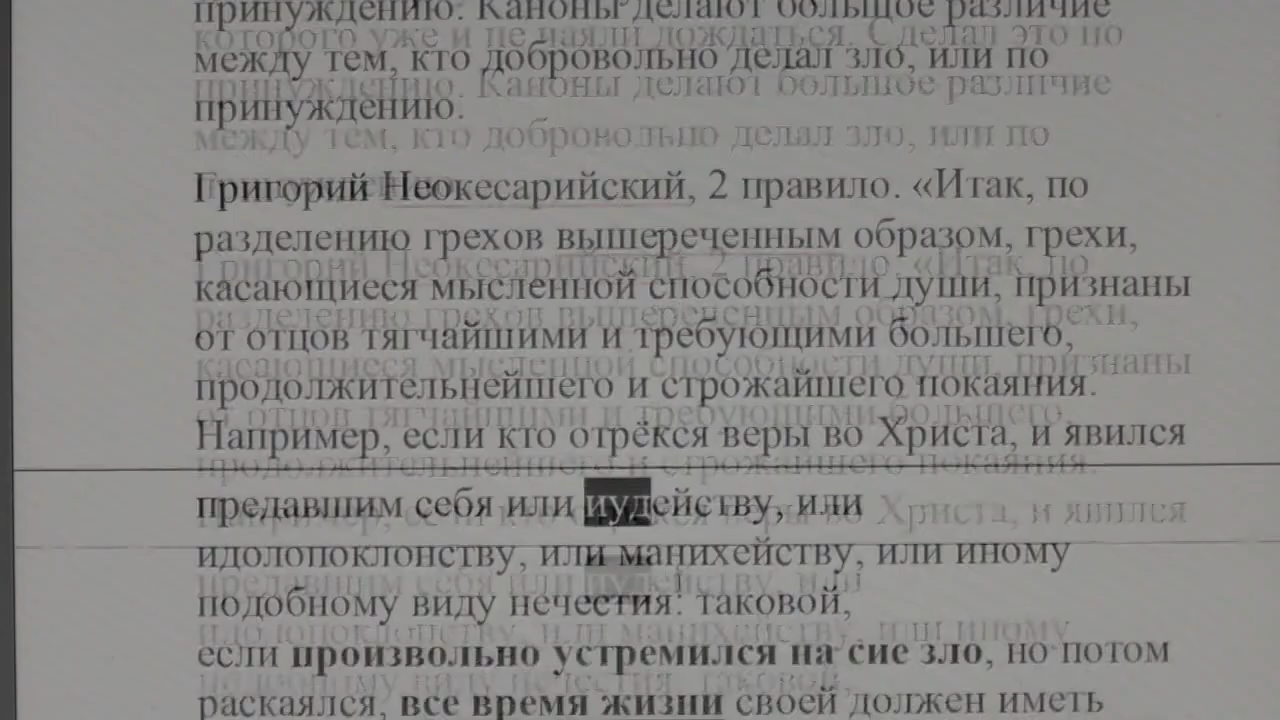 принуждению. Каноны делают большое различие
между тем, кто добровольно делал зло, или по
принуждению.
Григорий Неокесарийский, 2 правило. «Итак, по
разделению грехов вышереченным образом, грехи,
касающиеся мысленной способности души, признаны
от отцов тягчайшими и требующими большего,
продолжительнейшего и строжайшего покаяния.
Например, если кто отрёкся веры во Христа, и явился
предавшим себя или иудейству, или
идолопоклонству, или манихейству, или иному
подобному виду нечестия: таковой,
если произвольно устремился на сие зло, но потом
раскаялся, все время жизни своей должен иметь